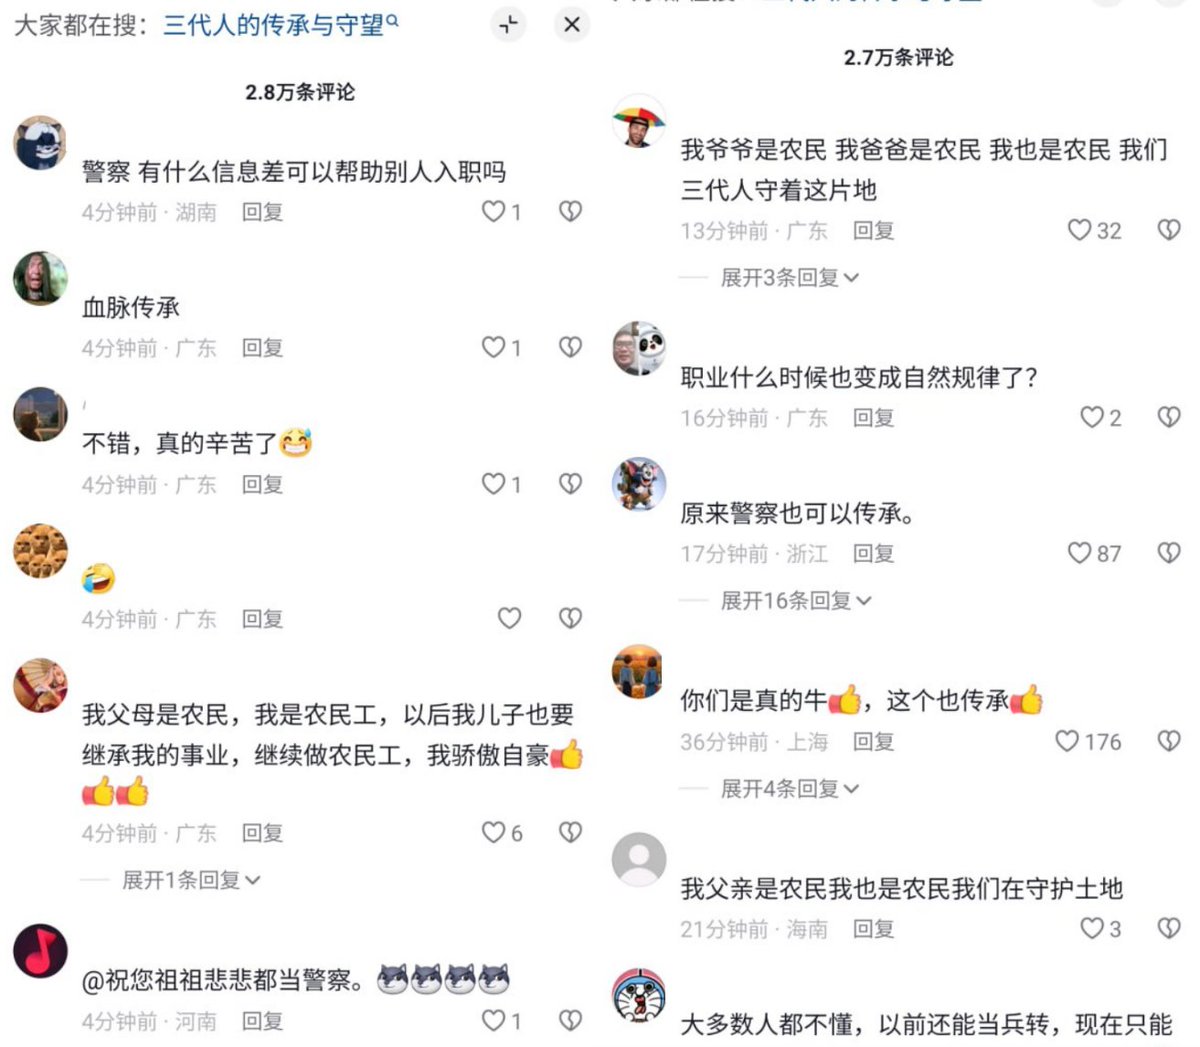 大家都在搜：三代人的传承与守望
2.8万条评论
警察 有什么信息差可以帮助别人入职吗
4分钟前 · 湖南 回复 1
血脉传承
4分钟前 · 广东 回复 1
不错，真的辛苦了😅
4分钟前 · 广东 回复 1
🤣
4分钟前 · 广东 回复
我父母是农民，我是农民工，以后我儿子也要
继承我的事业，继续做农民工，我骄傲自豪👍
👍👍
4分钟前 · 广东 回复 6
展开1条回复
@祝您祖祖悲悲都当警察。
4分钟前 · 河南 回复 1
2.7万条评论
我爷爷是农民 我爸爸是农民 我也是农民 我们
三代人守着这片地
13分钟前 · 广东 回复 32
展开3条回复
职业什么时候也变成自然规律了？
16分钟前 · 广东 回复 2
原来警察也可以传承。
17分钟前 · 浙江 回复 87
展开16条回复
你们是真的牛👍，这个也传承👍
36分钟前 · 上海 回复 176
展开4条回复
我父亲是农民我也是农民我们在守护土地
21分钟前 · 海南 回复 3
大多数人都不懂，以前还能当兵转，现在只能